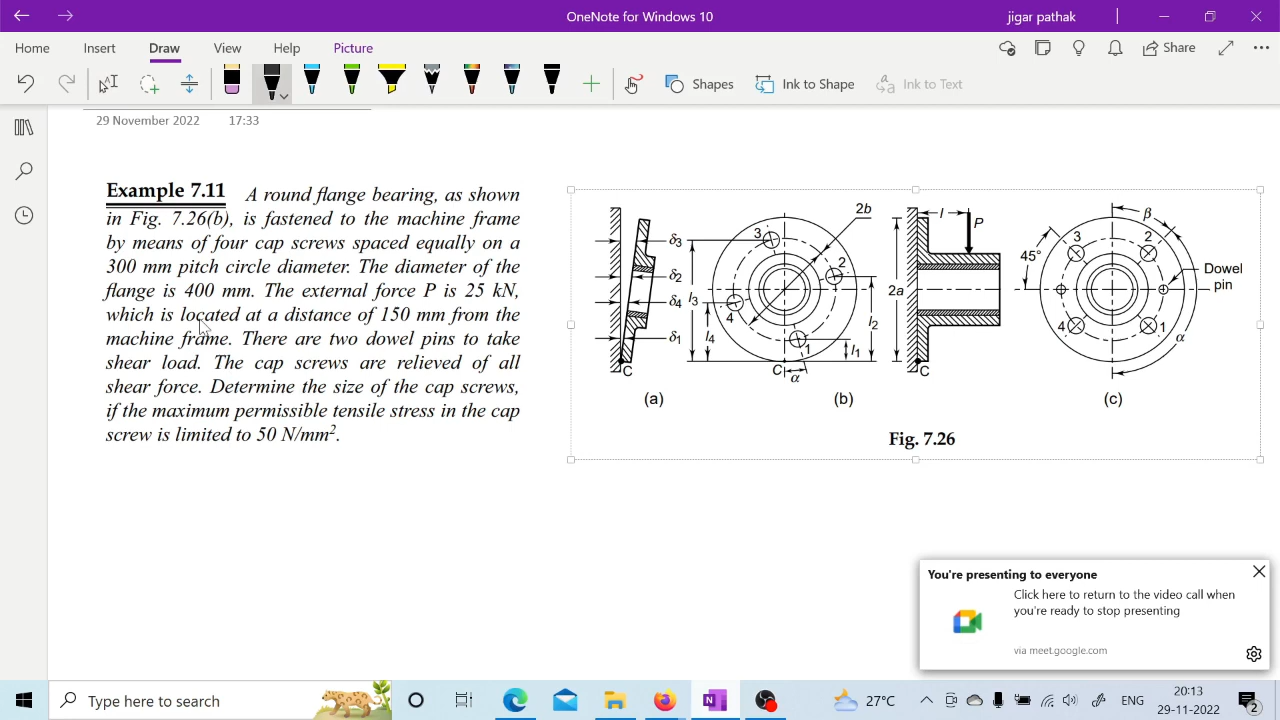 OneNote for Windows 10
jigar pathak
Home Insert Draw View Help Picture
Share
Shapes Ink to Shape Ink to Text
29 November 2022 17:33
Example 7.11 A round flange bearing, as shown
in Fig. 7.26(b), is fastened to the machine frame
by means of four cap screws spaced equally on a
300 mm pitch circle diameter. The diameter of the
flange is 400 mm. The external force P is 25 kN,
which is located at a distance of 150 mm from the
machine frame. There are two dowel pins to take
shear load. The cap screws are relieved of all
shear force. Determine the size of the cap screws,
if the maximum permissible tensile stress in the cap
screw is limited to 50 N/mm².
δ3
δ2
δ4
δ1
C
(a)
l3
l4
3
2
4
1
2b
l2
l1
C
α
(b)
2a
l
P
C
45°
β
3
2
4
1
α
Dowel
pin
(c)
Fig. 7.26
You're presenting to everyone
Click here to return to the video call when
you're ready to stop presenting
via meet.google.com
Type here to search
27°C
ENG
20:13
29-11-2022
2